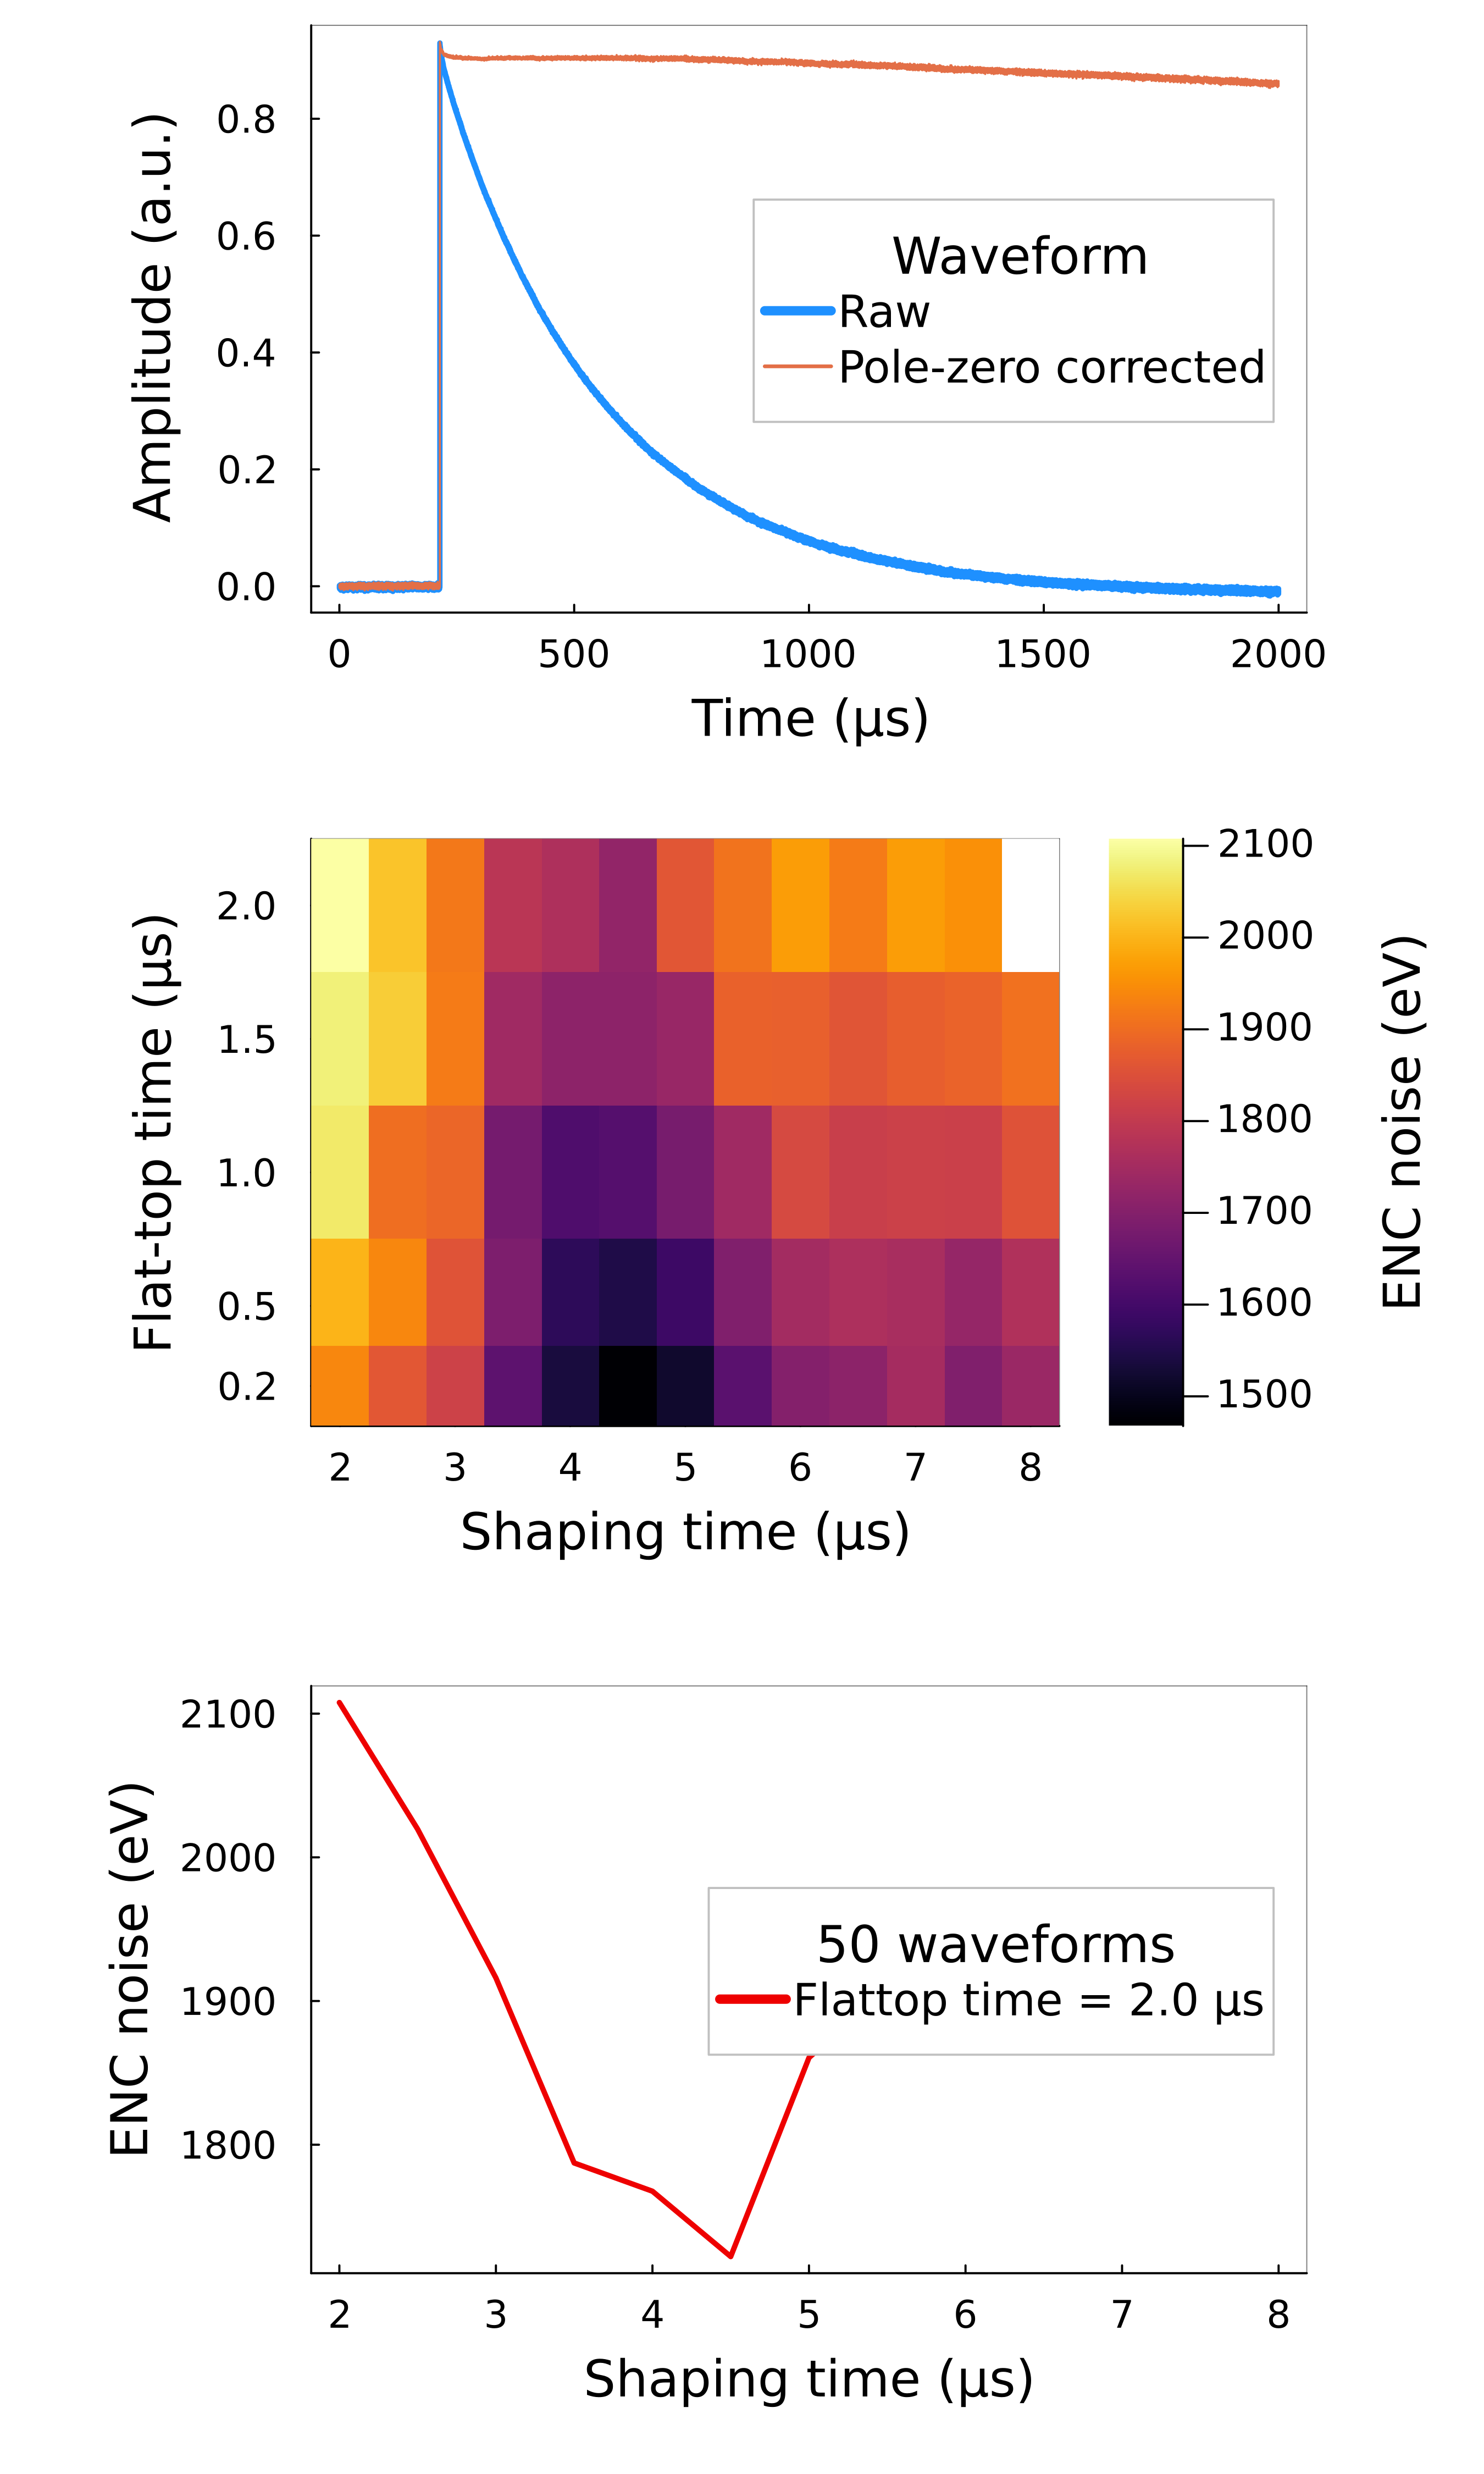 Amplitude (a.u.)
0.8
0.6
0.4
0.2
0.0
Waveform
Raw
Pole-zero corrected
0 500 1000 1500 2000
Time (µs)
Flat-top time (µs)
2.0
1.5
1.0
0.5
0.2
2 3 4 5 6 7 8
Shaping time (µs)
2100
2000
1900
1800
1700
1600
1500
ENC noise (eV)
ENC noise (eV)
2100
2000
1900
1800
50 waveforms
Flattop time = 2.0 µs
2 3 4 5 6 7 8
Shaping time (µs)